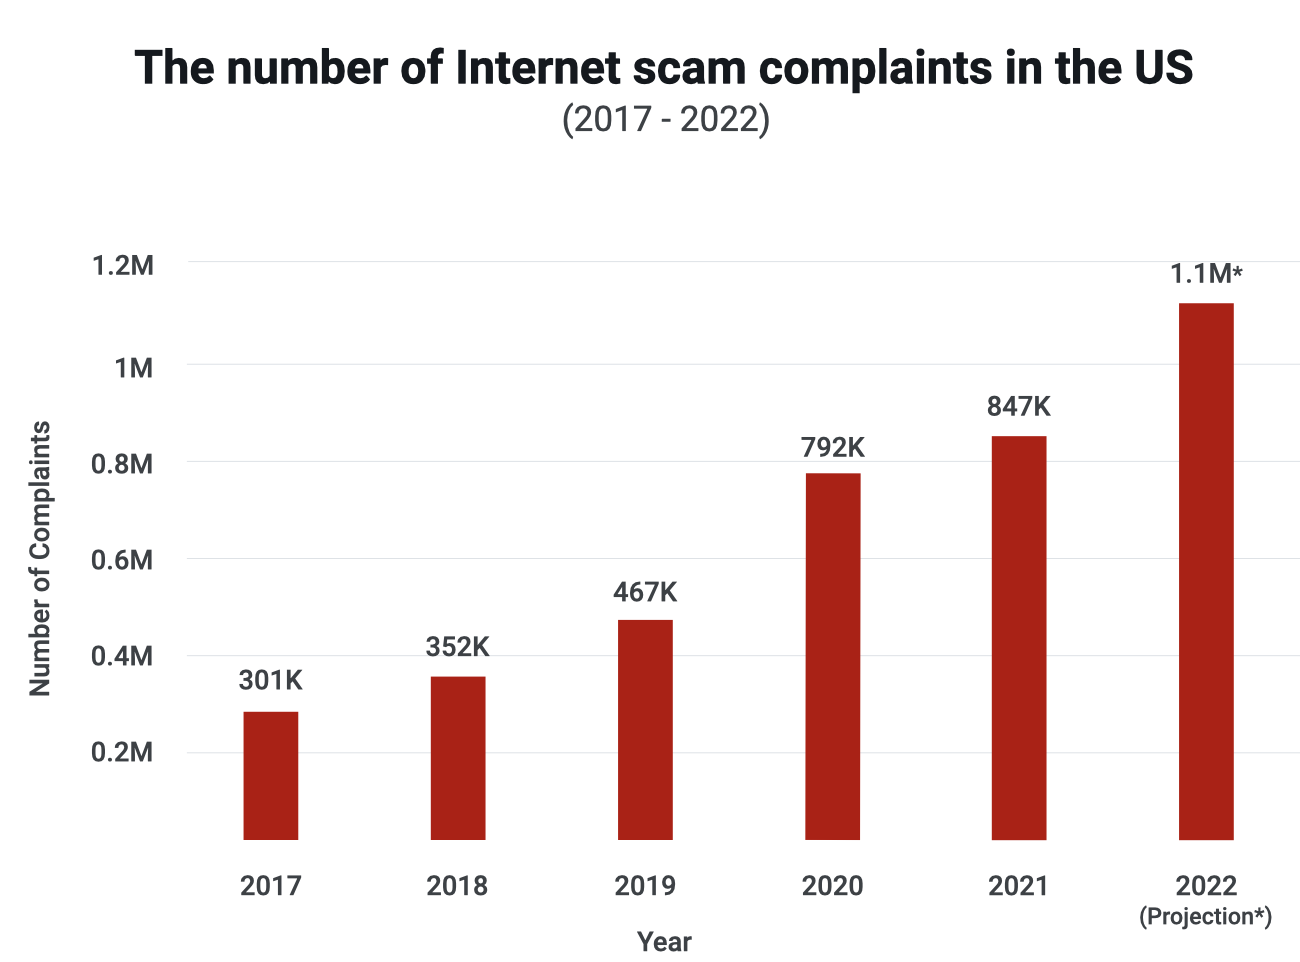 The number of Internet scam complaints in the US
(2017 - 2022)
1.2M
1.1M*
1M
847K
792K
0.8M
0.6M
467K
0.4M
352K
301K
0.2M
Number of Complaints
2017
2018
2019
2020
2021
2022
(Projection*)
Year